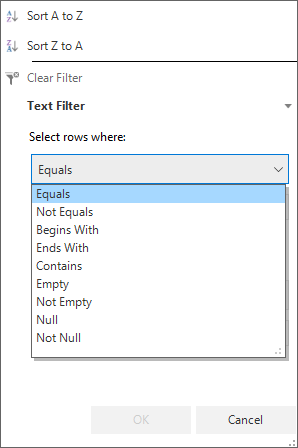 Sort A to Z
Sort Z to A
Clear Filter
Text Filter
Select rows where:
Equals
Equals
Not Equals
Begins With
Ends With
Contains
Empty
Not Empty
Null
Not Null
OK
Cancel